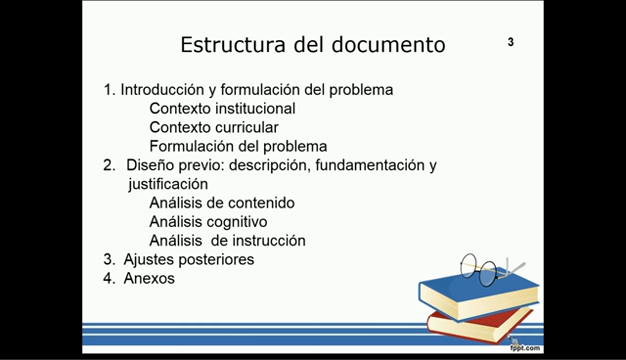 Estructura del documento
3
1. Introducción y formulación del problema
Contexto institucional
Contexto curricular
Formulación del problema
2. Diseño previo: descripción, fundamentación y
justificación
Análisis de contenido
Análisis cognitivo
Análisis de instrucción
3. Ajustes posteriores
4. Anexos
fppt.com